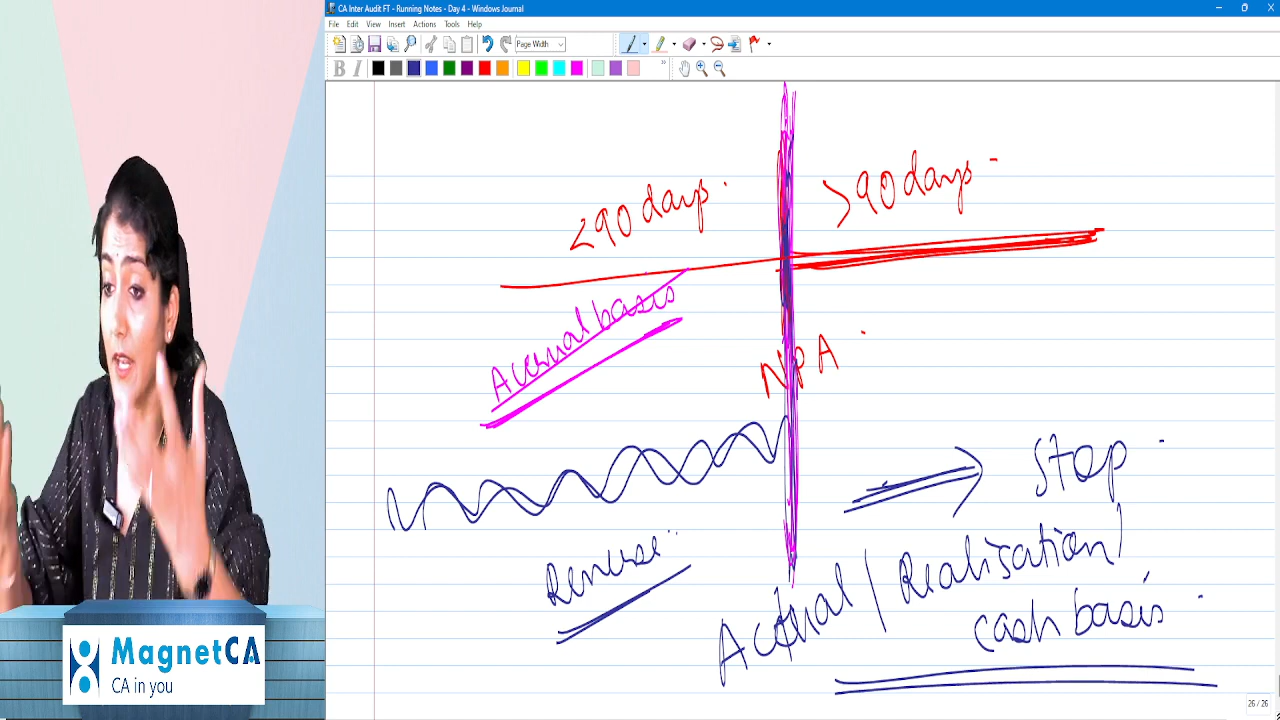 CA Inter Audit FT - Running Notes - Day 4 - Windows Journal
File Edit View Insert Actions Tools Help
Page Width
B I
<90 days.
>90 days.
Accrual basis
NPA.
Stop.
Reverse
Actual / Realisation /
cash basis.
MagnetCA
CA in you
26 / 26